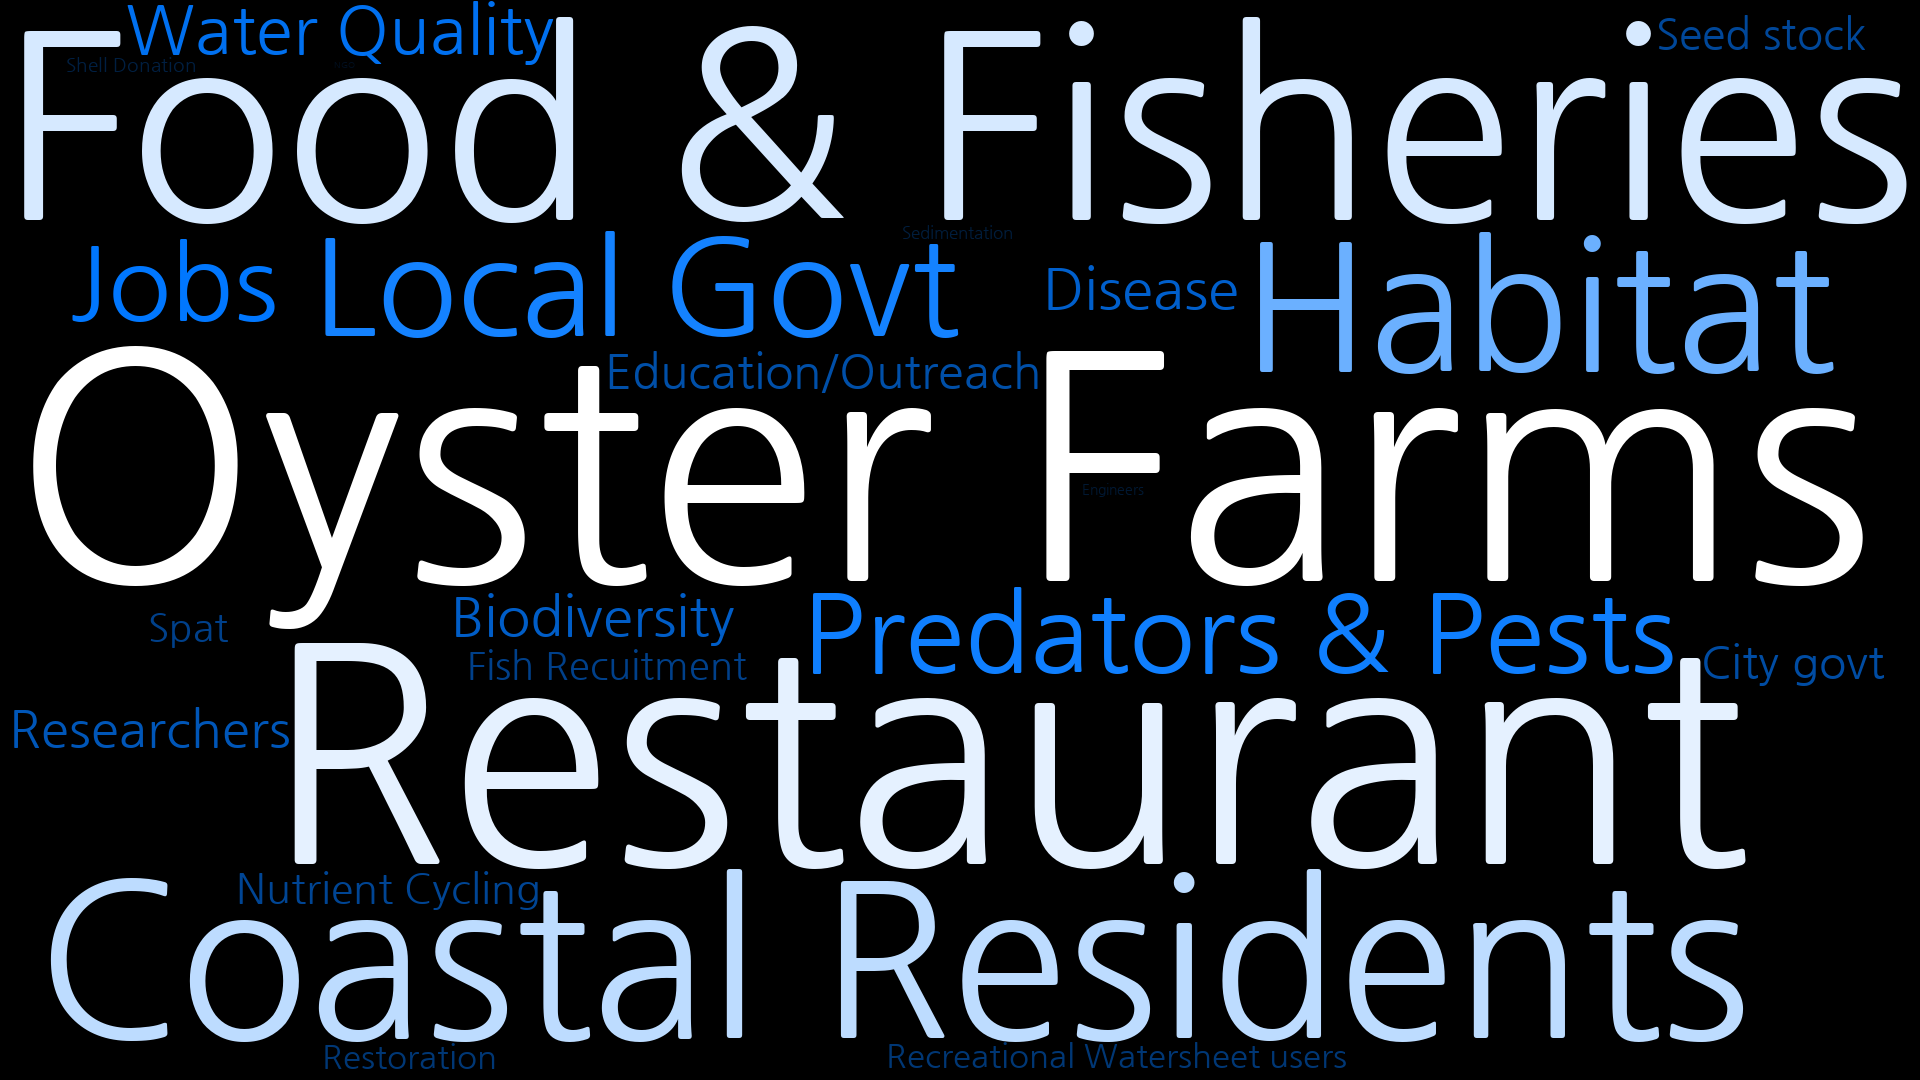 Water Quality
Seed stock
Shell Donation
Food & Fisheries
Sedimentation
Jobs
Local Govt
Disease
Habitat
Education/Outreach
Oyster Farms
Engineers
Spat
Biodiversity
Predators & Pests
Fish Recuitment
City govt
Researchers
Restaurant
Nutrient Cycling
Coastal Residents
Restoration
Recreational Watersheet users